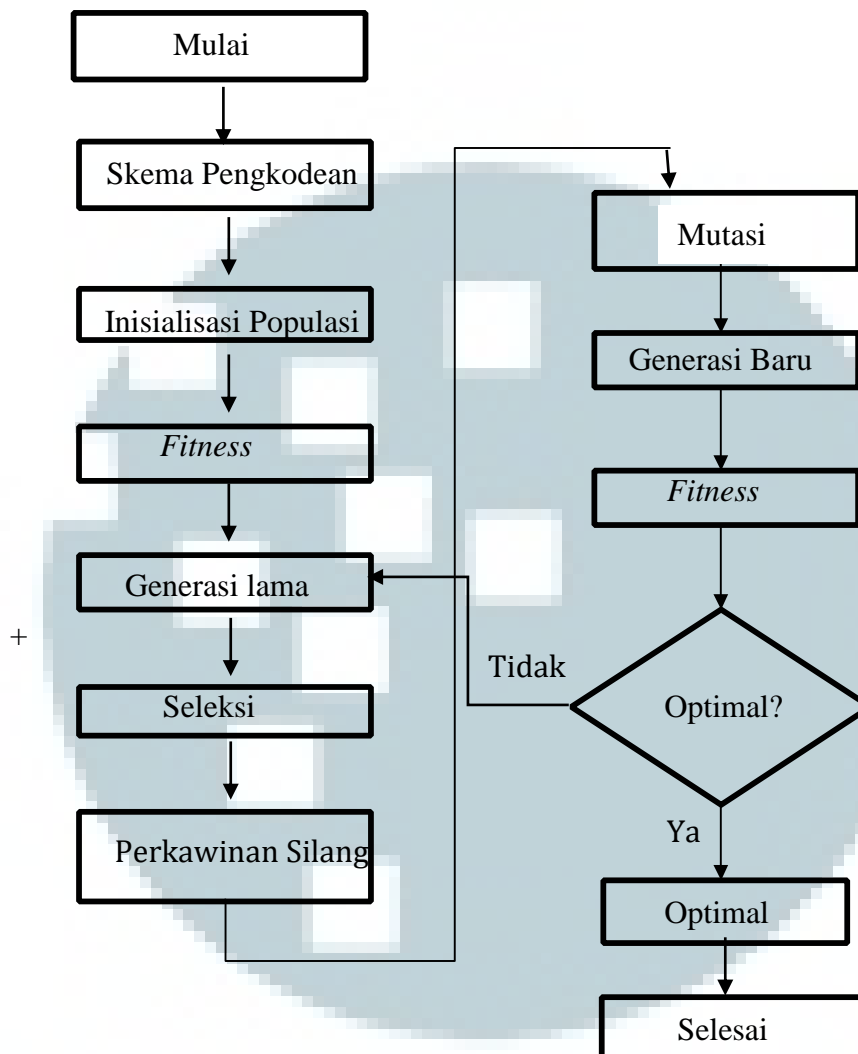 Mulai
Skema Pengkodean
Inisialisasi Populasi
Fitness
Generasi lama
+
Seleksi
Perkawinan Silang
Mutasi
Generasi Baru
Fitness
Tidak
Optimal?
Ya
Optimal
Selesai